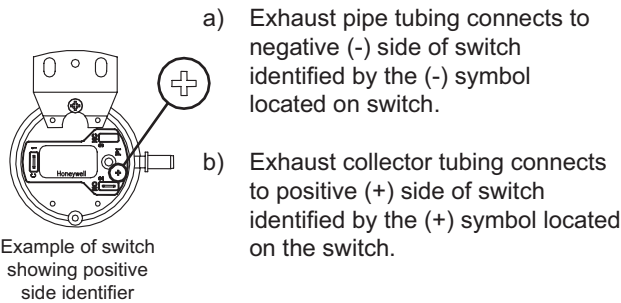 a) Exhaust pipe tubing connects to
negative (-) side of switch
identified by the (-) symbol
located on switch.
b) Exhaust collector tubing connects
to positive (+) side of switch
identified by the (+) symbol located
on the switch.
Honeywell
Example of switch
showing positive
side identifier